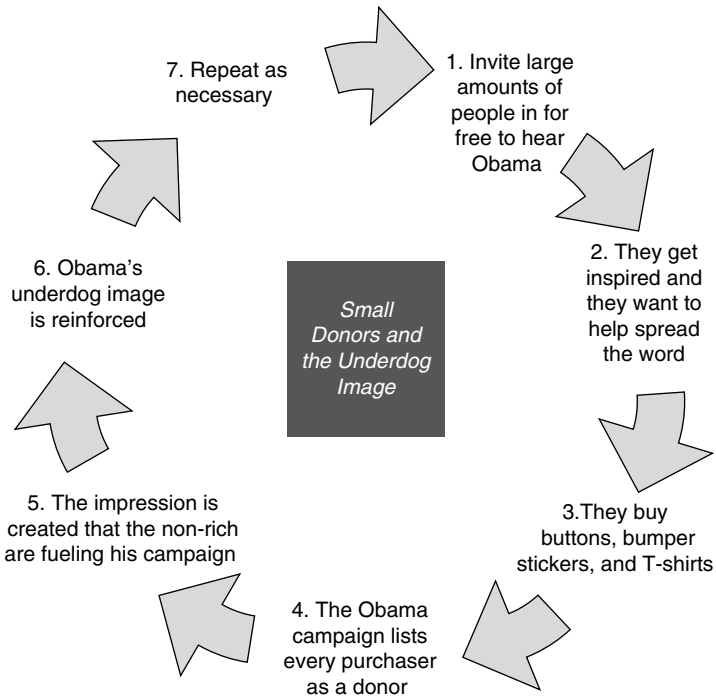 1. Invite large
amounts of
people in for
free to hear
Obama
2. They get
inspired and
they want to
help spread
the word
3.They buy
buttons, bumper
stickers, and T-shirts
4. The Obama
campaign lists
every purchaser
as a donor
5. The impression is
created that the non-rich
are fueling his campaign
6. Obama’s
underdog image
is reinforced
7. Repeat as
necessary
Small
Donors and
the Underdog
Image